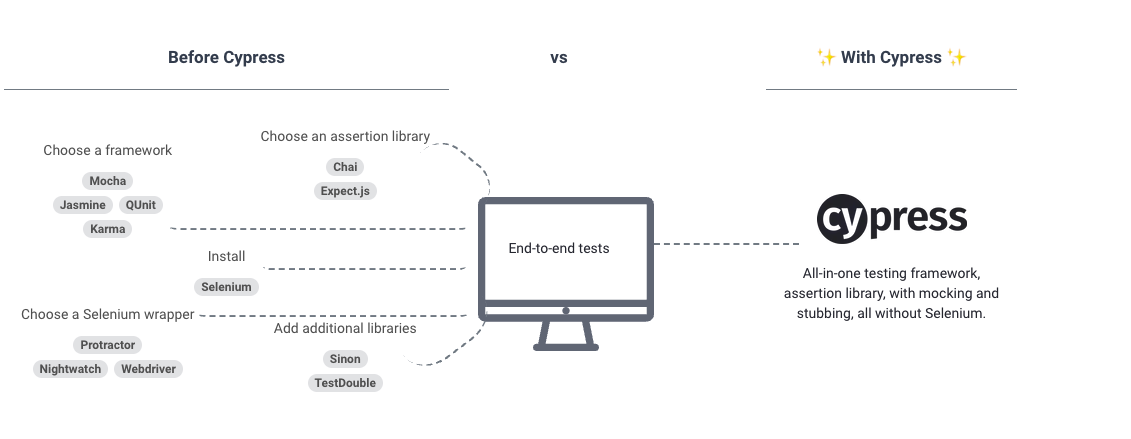 Before Cypress
vs
✨ With Cypress ✨
Choose a framework
Mocha
Jasmine QUnit
Karma
Choose an assertion library
Chai
Expect.js
Install
Selenium
Choose a Selenium wrapper
Protractor
Nightwatch Webdriver
Add additional libraries
Sinon
TestDouble
End-to-end tests
cypress
All-in-one testing framework,
assertion library, with mocking and
stubbing, all without Selenium.